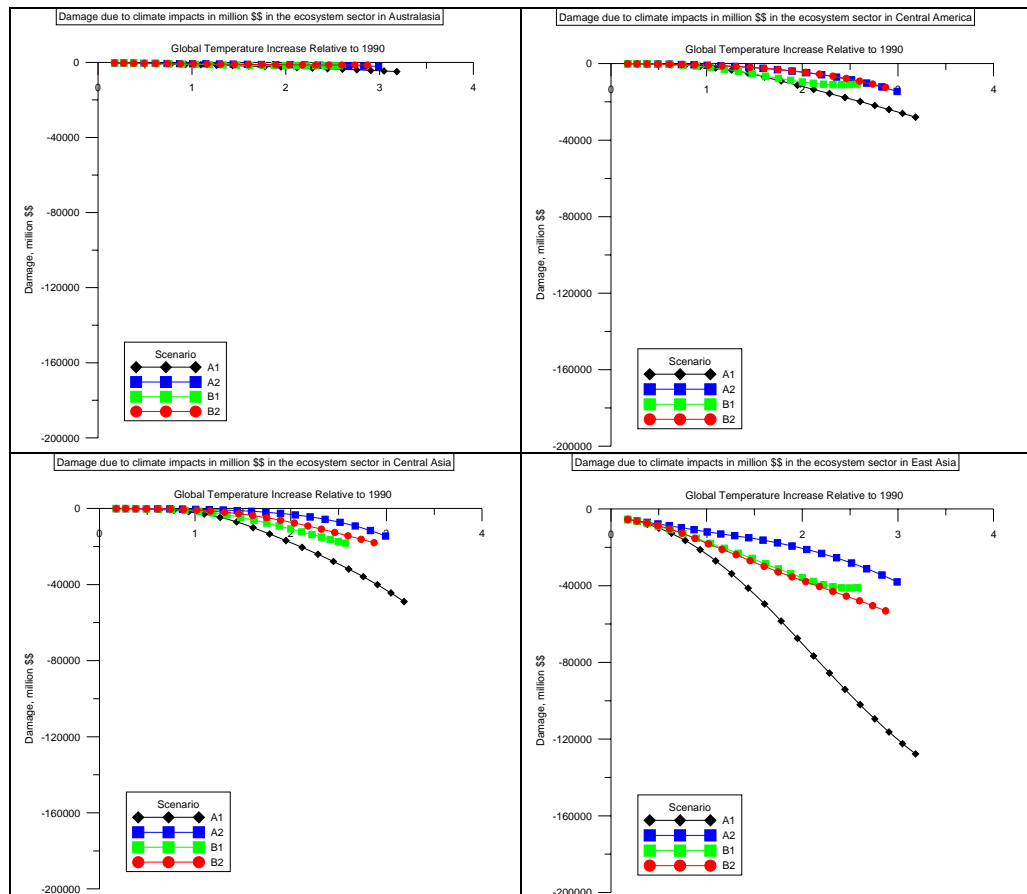 Damage due to climate impacts in million $$ in the ecosystem sector in Australasia
Global Temperature Increase Relative to 1990
0 1 2 3 4
0
-40000
-80000
-120000
-160000
-200000
Damage, million $$
Scenario
A1
A2
B1
B2
Damage due to climate impacts in million $$ in the ecosystem sector in Central America
Global Temperature Increase Relative to 1990
0 1 2 3 4
0
-40000
-80000
-120000
-160000
-200000
Damage, million $$
Scenario
A1
A2
B1
B2
Damage due to climate impacts in million $$ in the ecosystem sector in Central Asia
Global Temperature Increase Relative to 1990
0 1 2 3 4
0
-40000
-80000
-120000
-160000
-200000
Damage, million $$
Scenario
A1
A2
B1
B2
Damage due to climate impacts in million $$ in the ecosystem sector in East Asia
Global Temperature Increase Relative to 1990
0 1 2 3 4
0
-40000
-80000
-120000
-160000
-200000
Damage, million $$
Scenario
A1
A2
B1
B2